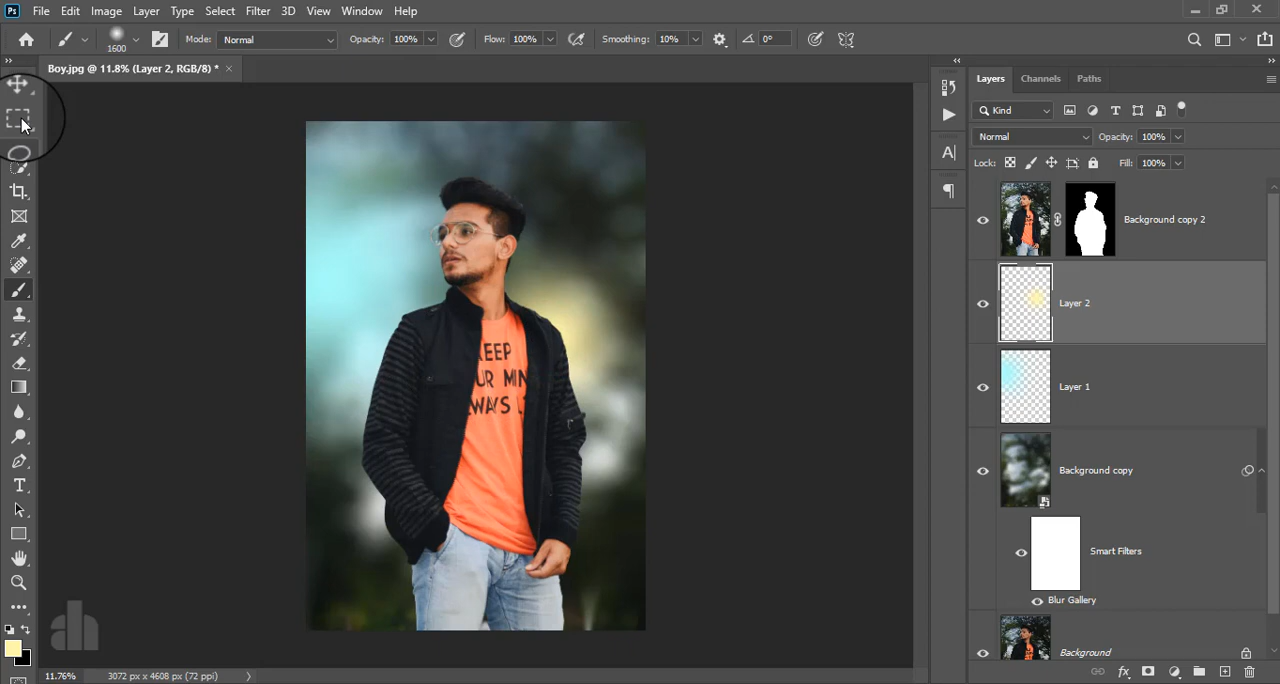 Ps File Edit Image Layer Type Select Filter 3D View Window Help
1600 Mode: Normal Opacity: 100% Flow: 100% Smoothing: 10% 0°
Boy.jpg @ 11.8% (Layer 2, RGB/8) * ×
Layers Channels Paths
Kind
Normal Opacity: 100%
Lock: Fill: 100%
Background copy 2
Layer 2
Layer 1
Background copy
Smart Filters
Blur Gallery
Background
KEEP
UR MIN
WAYS L
ah
11.76% 3072 px x 4608 px (72 ppi)